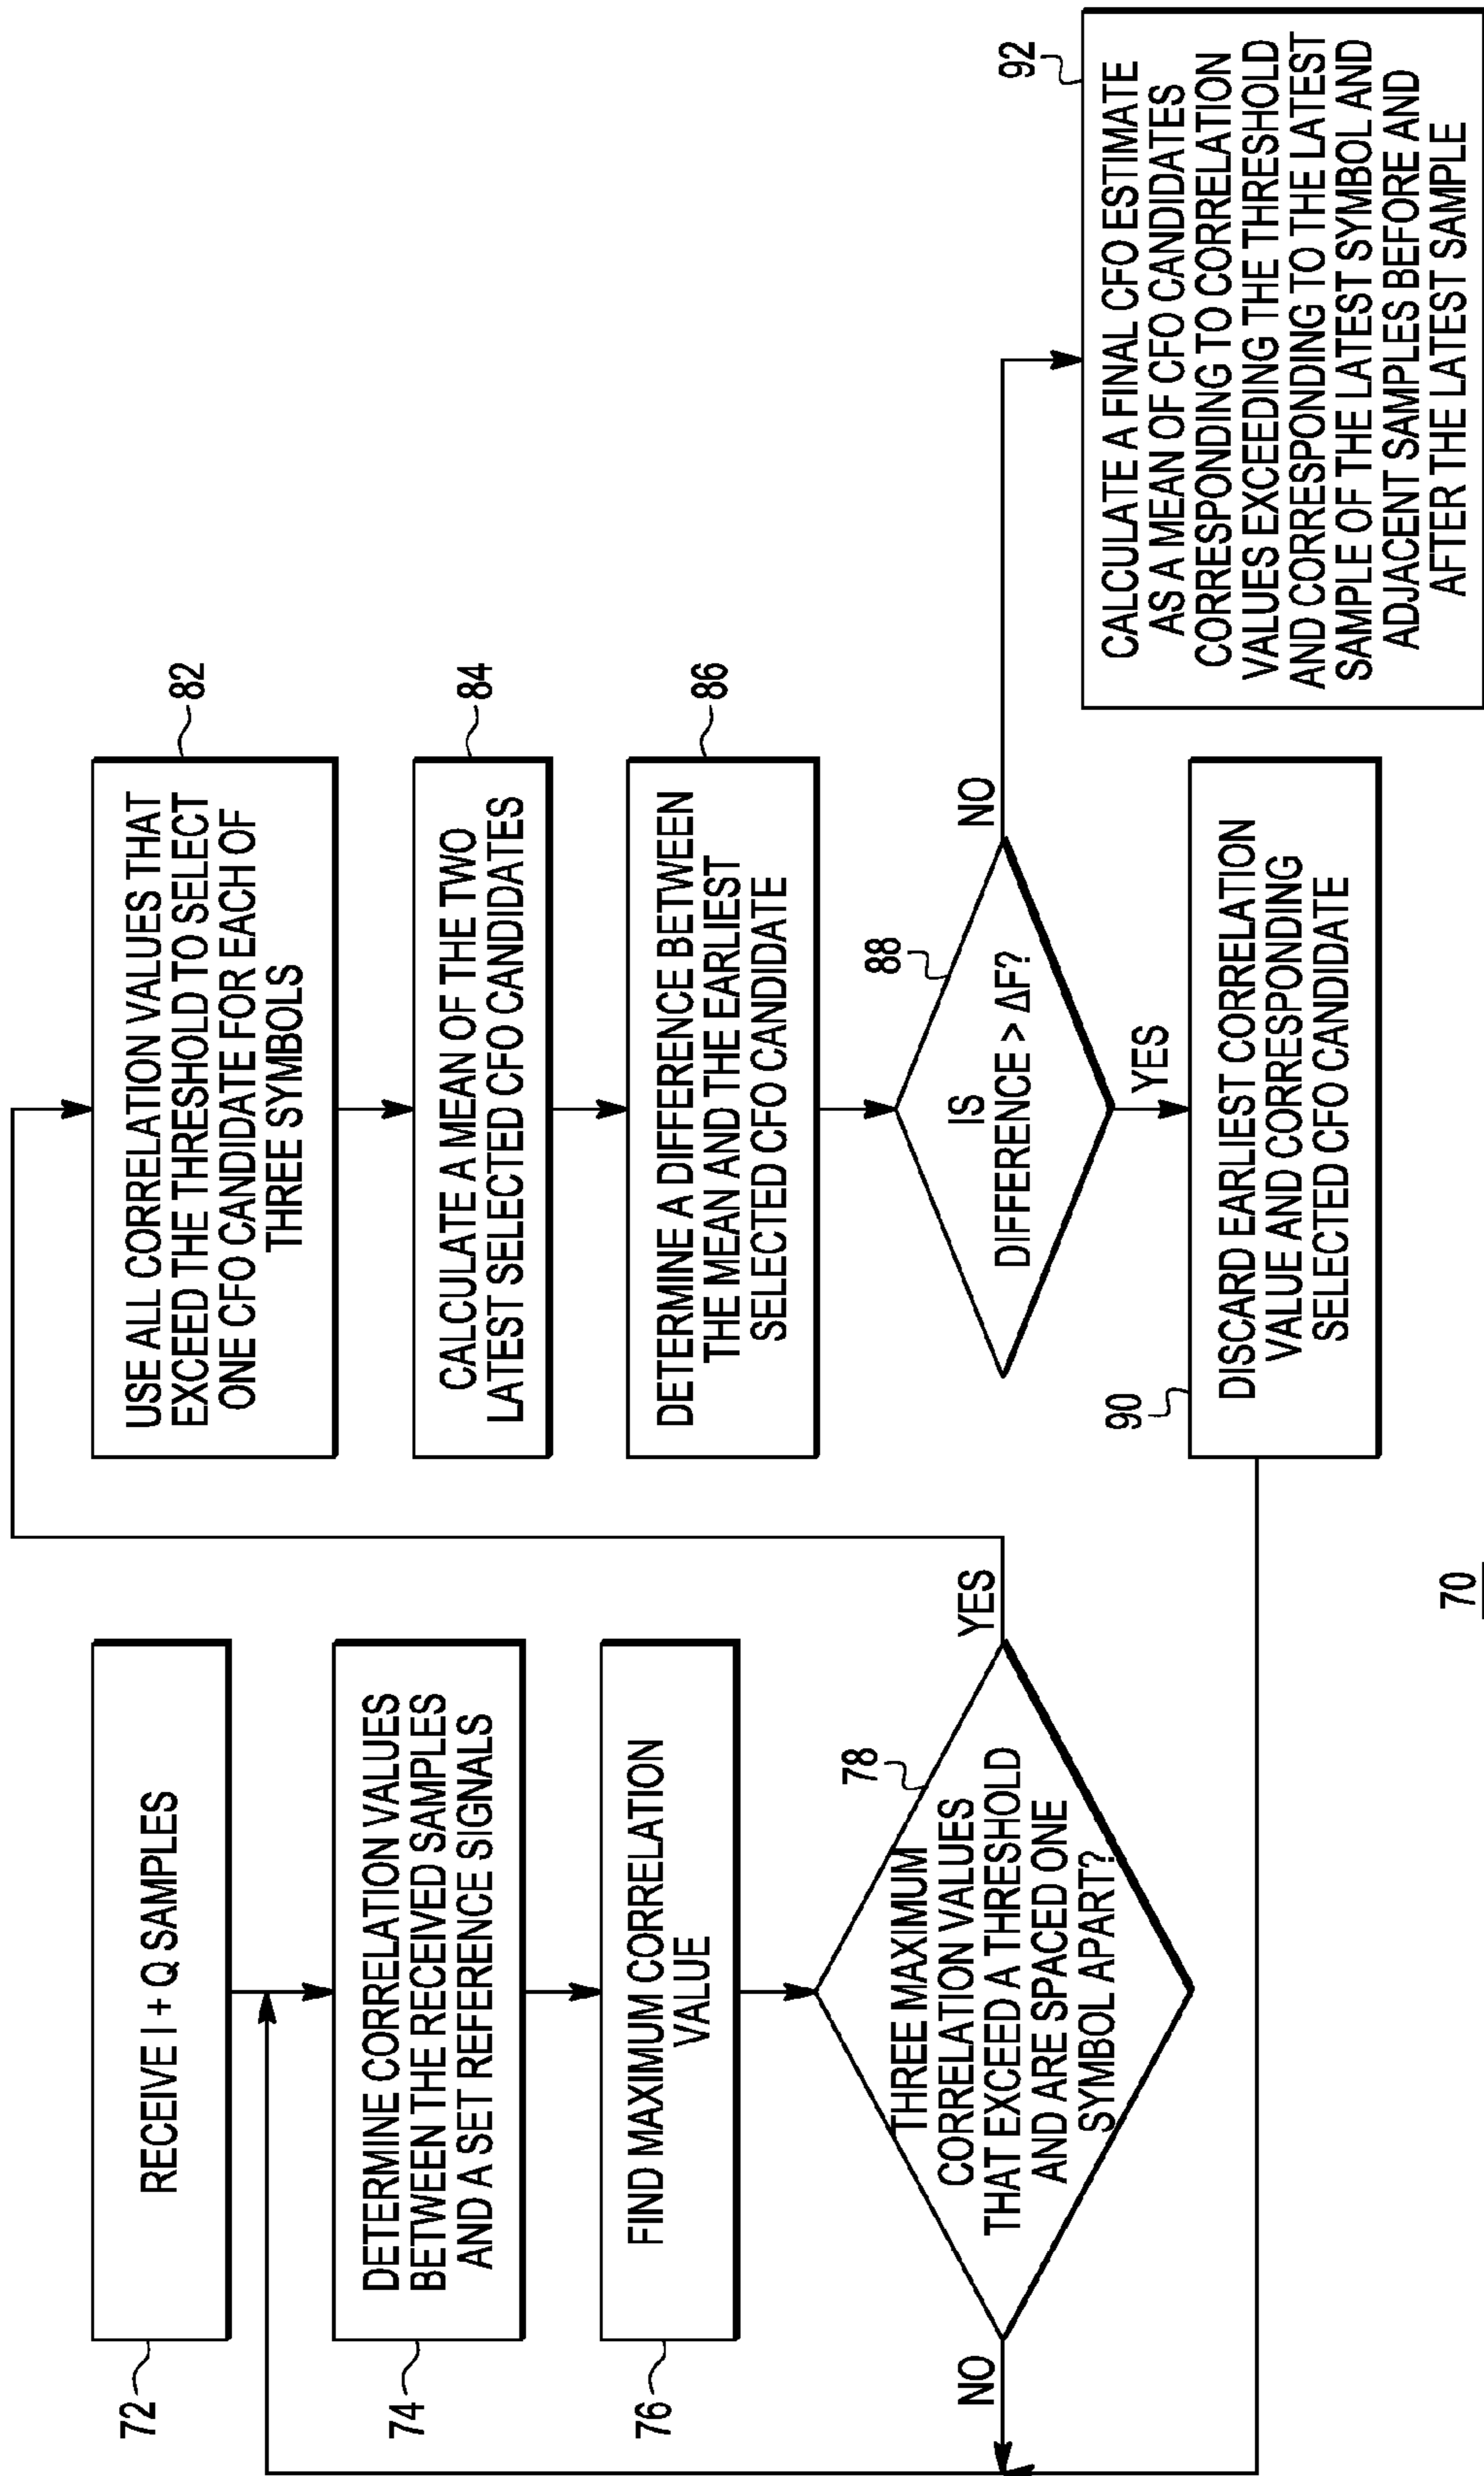 72
RECEIVE I + Q SAMPLES
74
DETERMINE CORRELATION VALUES
BETWEEN THE RECEIVED SAMPLES
AND A SET REFERENCE SIGNALS
76
FIND MAXIMUM CORRELATION
VALUE
78
THREE MAXIMUM
CORRELATION VALUES
THAT EXCEED A THRESHOLD
AND ARE SPACED ONE
SYMBOL APART?
NO
YES
82
USE ALL CORRELATION VALUES THAT
EXCEED THE THRESHOLD TO SELECT
ONE CFO CANDIDATE FOR EACH OF
THREE SYMBOLS
84
CALCULATE A MEAN OF THE TWO
LATEST SELECTED CFO CANDIDATES
86
DETERMINE A DIFFERENCE BETWEEN
THE MEAN AND THE EARLIEST
SELECTED CFO CANDIDATE
88
IS
DIFFERENCE > ΔF?
NO
YES
90
DISCARD EARLIEST CORRELATION
VALUE AND CORRESPONDING
SELECTED CFO CANDIDATE
92
CALCULATE A FINAL CFO ESTIMATE
AS A MEAN OF CFO CANDIDATES
CORRESPONDING TO CORRELATION
VALUES EXCEEDING THE THRESHOLD
AND CORRESPONDING TO THE LATEST
SAMPLE OF THE LATEST SYMBOL AND
ADJACENT SAMPLES BEFORE AND
AFTER THE LATEST SAMPLE
70